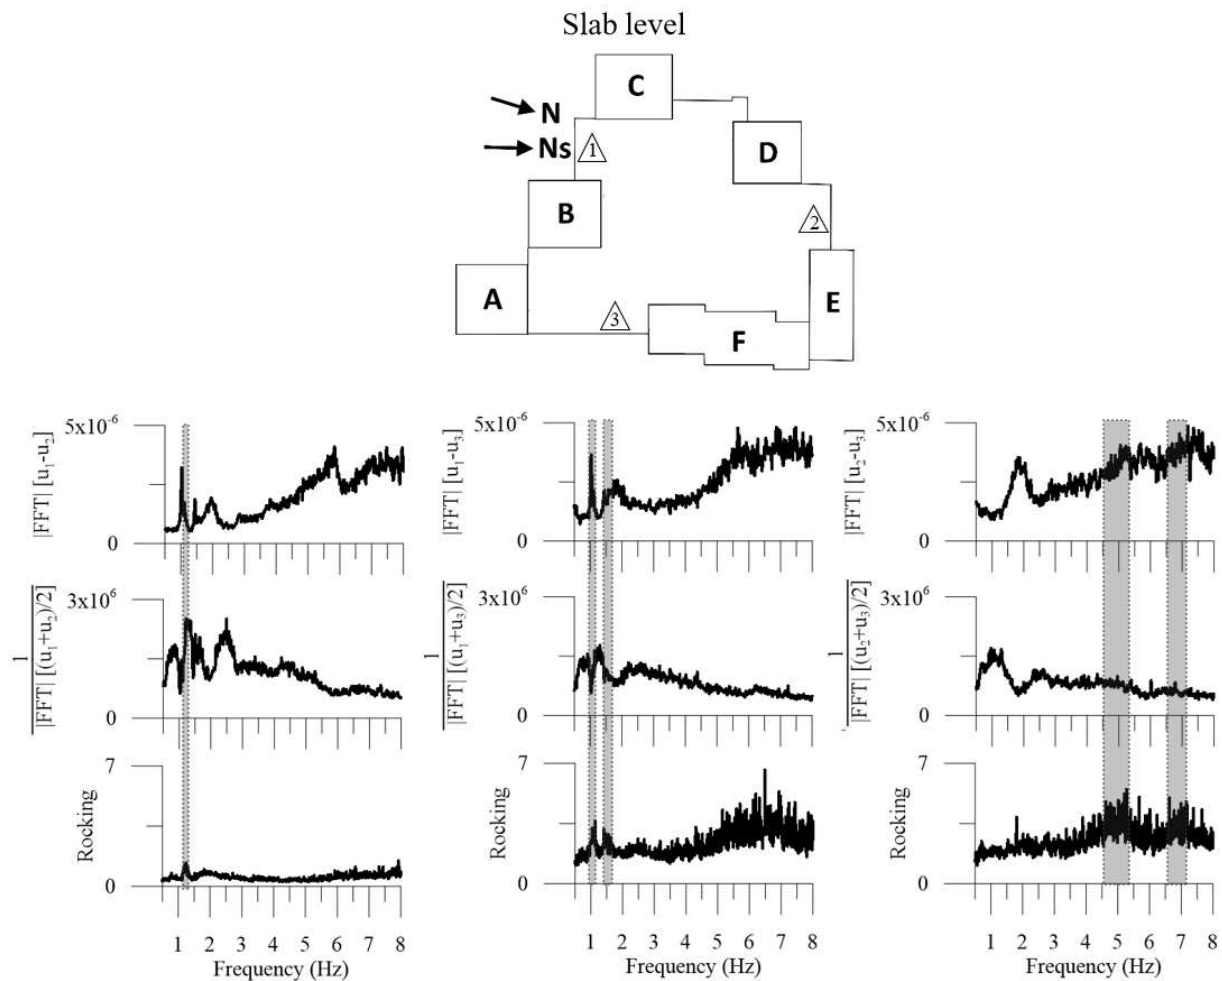 Slab level
C
N
Ns
1
D
B
2
A
E
3
F
5x10⁻⁶
|FFT| [u₁-u₂]
0
5x10⁻⁶
|FFT| [u₁-u₃]
0
5x10⁻⁶
|FFT| [u₂-u₃]
0
3x10⁶
1
|FFT| [(u₁+u₂)/2]
0
3x10⁶
1
|FFT| [(u₁+u₃)/2]
0
3x10⁶
1
|FFT| [(u₂+u₃)/2]
0
7
Rocking
0
7
Rocking
0
7
Rocking
0
1 2 3 4 5 6 7 8
Frequency (Hz)
1 2 3 4 5 6 7 8
Frequency (Hz)
1 2 3 4 5 6 7 8
Frequency (Hz)